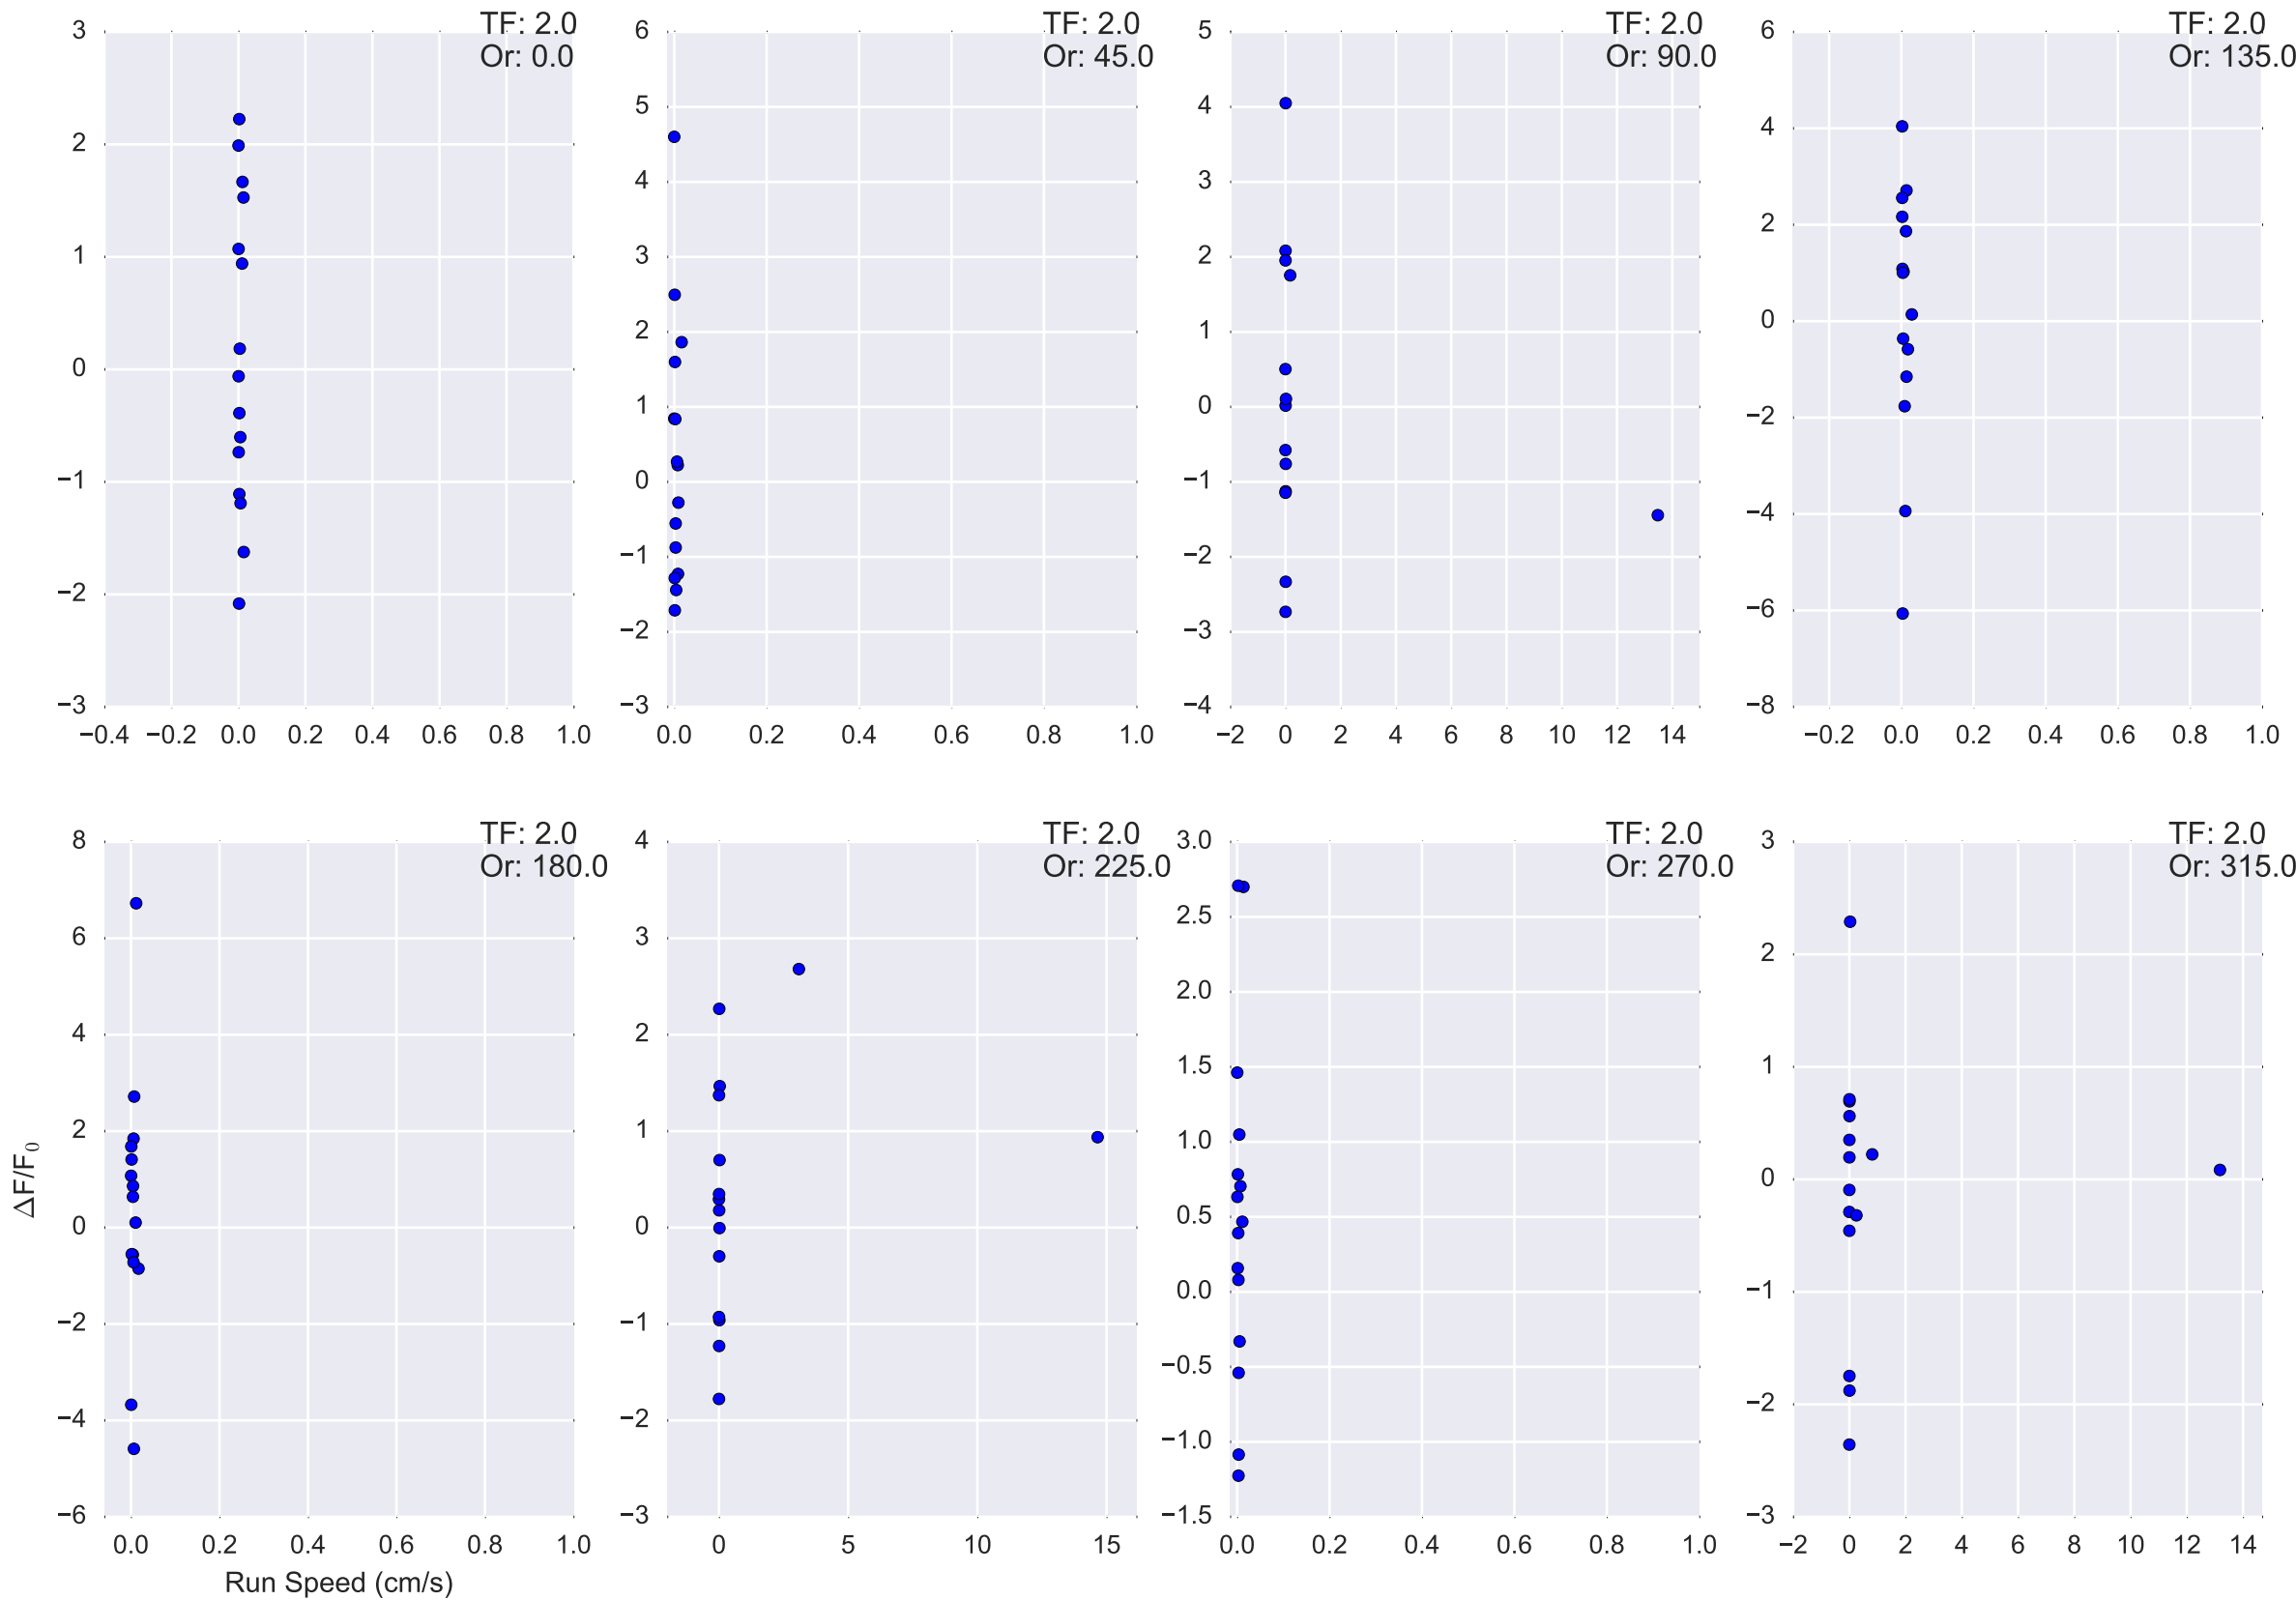 TF: 2.0
Or: 0.0
3
2
1
0
−1
−2
−3
−0.4 −0.2 0.0 0.2 0.4 0.6 0.8 1.0
TF: 2.0
Or: 45.0
6
5
4
3
2
1
0
−1
−2
−3
0.0 0.2 0.4 0.6 0.8 1.0
TF: 2.0
Or: 90.0
5
4
3
2
1
0
−1
−2
−3
−4
−2 0 2 4 6 8 10 12 14
TF: 2.0
Or: 135.0
6
4
2
0
−2
−4
−6
−8
−0.2 0.0 0.2 0.4 0.6 0.8 1.0
TF: 2.0
Or: 180.0
8
6
4
2
0
−2
−4
−6
ΔF/F₀
0.0 0.2 0.4 0.6 0.8 1.0
Run Speed (cm/s)
TF: 2.0
Or: 225.0
4
3
2
1
0
−1
−2
−3
0 5 10 15
TF: 2.0
Or: 270.0
3.0
2.5
2.0
1.5
1.0
0.5
0.0
−0.5
−1.0
−1.5
0.0 0.2 0.4 0.6 0.8 1.0
TF: 2.0
Or: 315.0
3
2
1
0
−1
−2
−3
−2 0 2 4 6 8 10 12 14